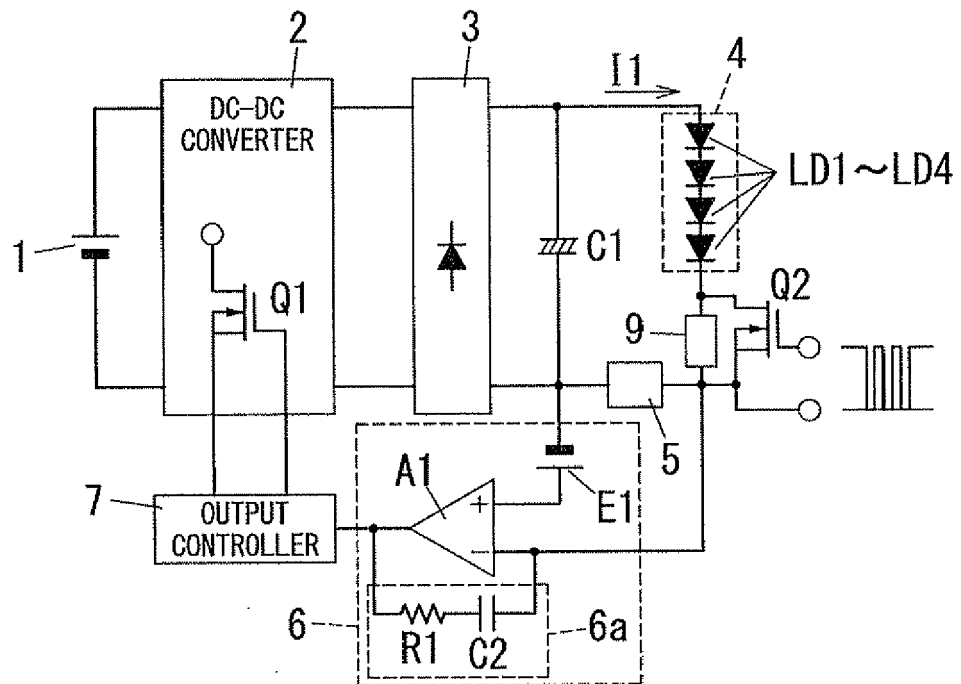 2
3
4
I1
DC-DC
CONVERTER
LD1～LD4
1
C1
Q1
Q2
9
5
A1
+
−
E1
7
OUTPUT
CONTROLLER
6
R1
C2
6a